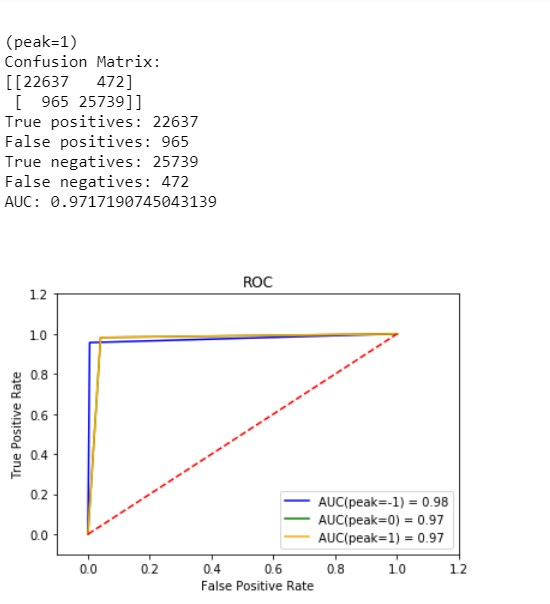 (peak=1)
Confusion Matrix:
[[22637   472]
 [  965 25739]]
True positives: 22637
False positives: 965
True negatives: 25739
False negatives: 472
AUC: 0.9717190745043139
ROC
1.2
1.0
0.8
0.6
0.4
0.2
0.0
True Positive Rate
AUC(peak=-1) = 0.98
AUC(peak=0) = 0.97
AUC(peak=1) = 0.97
0.0 0.2 0.4 0.6 0.8 1.0 1.2
False Positive Rate